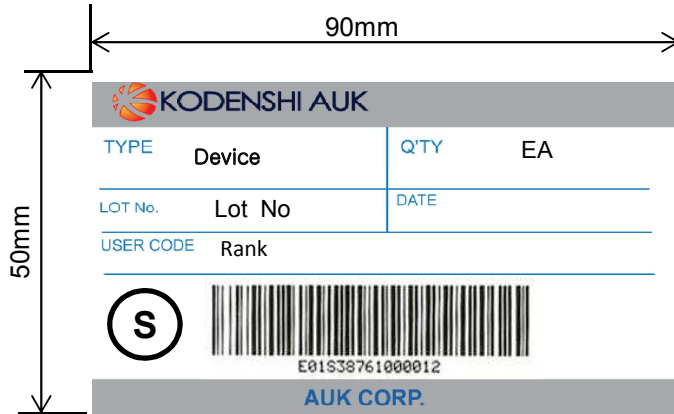 90mm
50mm
KODENSHI AUK
TYPE Device Q'TY EA
LOT No. Lot No DATE
USER CODE Rank
S
E01S38761000012
AUK CORP.